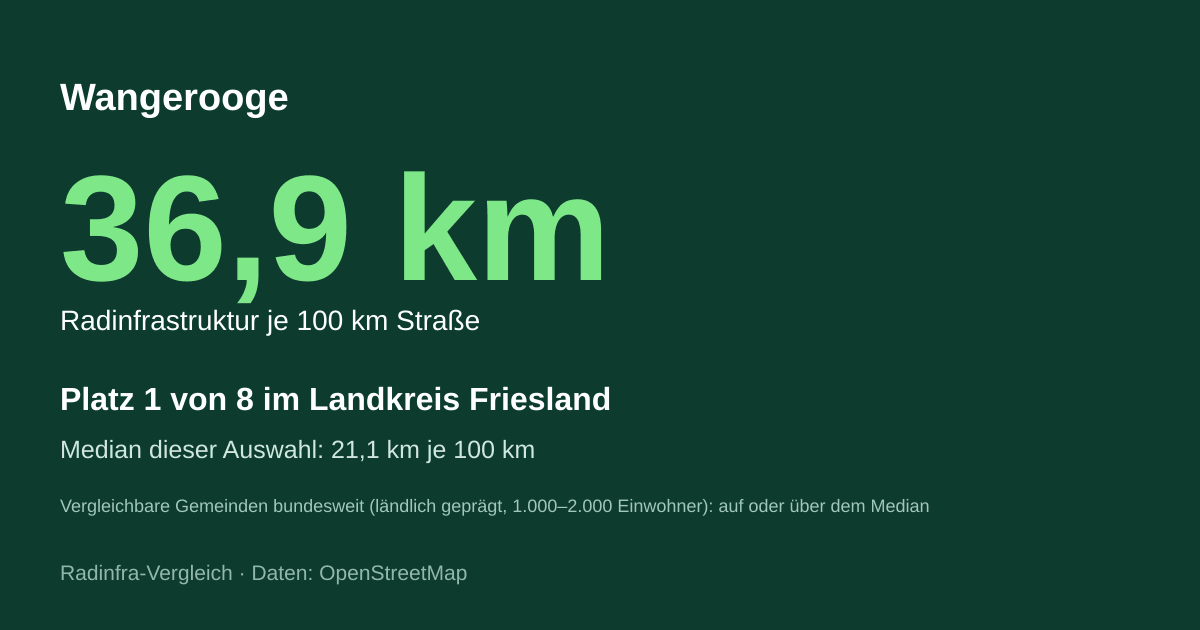 Wangerooge
36,9 km
Radinfrastruktur je 100 km Straße
Platz 1 von 8 im Landkreis Friesland
Median dieser Auswahl: 21,1 km je 100 km
Vergleichbare Gemeinden bundesweit (ländlich geprägt, 1.000–2.000 Einwohner): auf oder über dem Median
Radinfra-Vergleich · Daten: OpenStreetMap